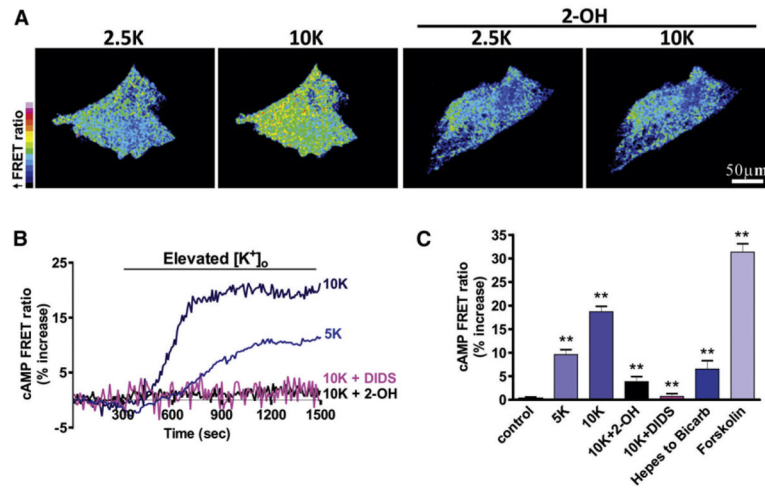 A
2-OH
2.5K
10K
2.5K
10K
↑ FRET ratio
50µm
B
Elevated [K⁺]ₒ
cAMP FRET ratio
(% increase)
25
15
5
-5
10K
5K
10K + DIDS
10K + 2-OH
300
600
900
1200
1500
Time (sec)
C
cAMP FRET ratio
(% increase)
35
30
25
20
15
10
5
0
**
**
**
**
**
**
control
5K
10K
10K+2-OH
10K+DIDS
Hepes to Bicarb
Forskolin